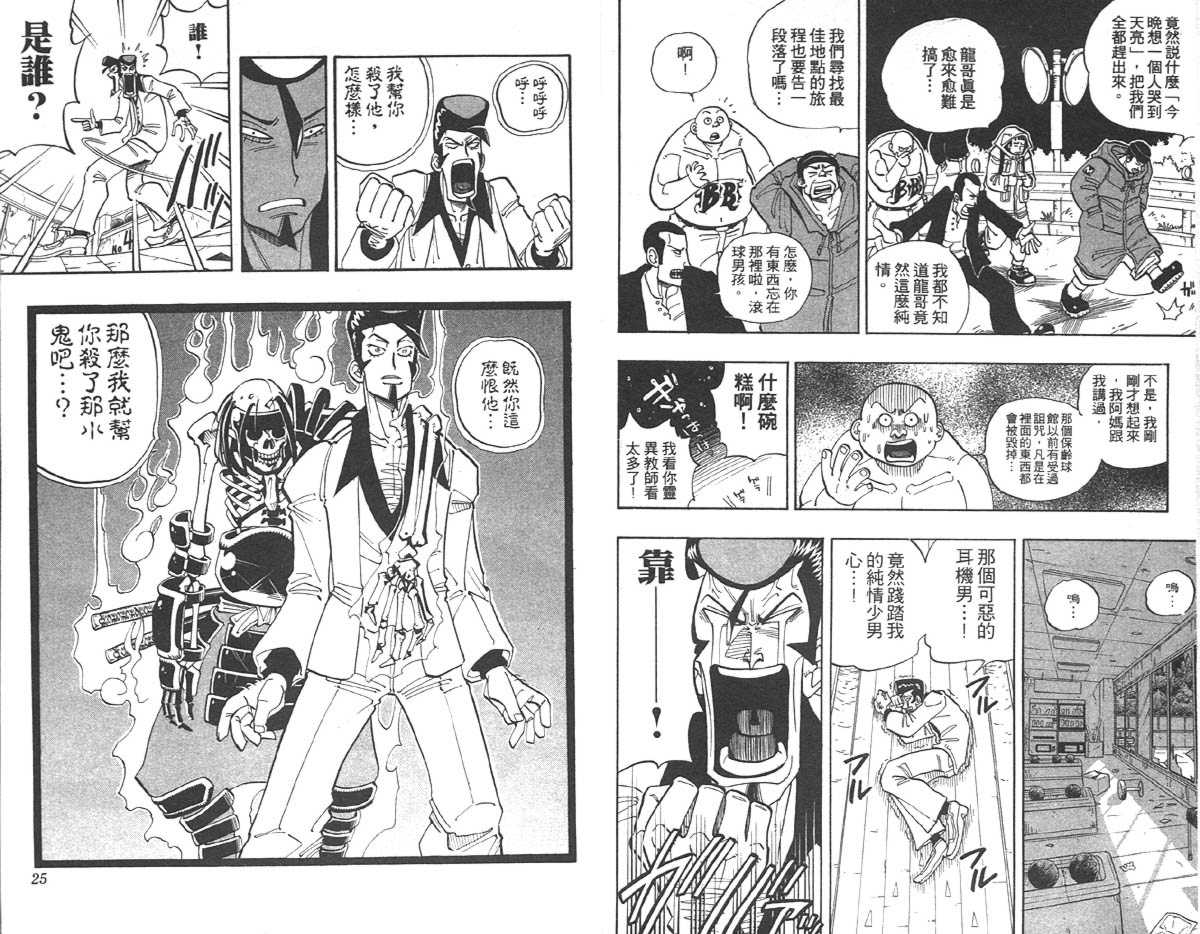 竟然說什麼「今
晚想一個人哭到
天亮」，把我們
全都趕出來。
龍哥真是
愈來愈難
搞了…
我都不知
道龍哥竟
然這麼純
情。
我們尋找最
佳地點的旅
程也要告一
段落了嗎…
啊！
BB
怎麼，你
有東西忘在
那裡啦，滾
球男孩。
不是，我剛
剛才想起來
，我阿媽跟
我講過。
那個保齡球
館以前有受過
詛咒，凡是在
裡面的東西都
會被毀掉…
什麼碗
糕啊！
我看你靈
異教師看
太多了！
嗚…
嗚…
那個可惡的
耳機男…！
竟然踐踏我
的純情少男
心…！
靠——！
呼呼呼
呼…
我幫你
殺了他，
怎麼樣…
誰！
是誰？
No 4
既然你這
麼恨他…
那麼我就幫
你殺了那小
鬼吧…？
25